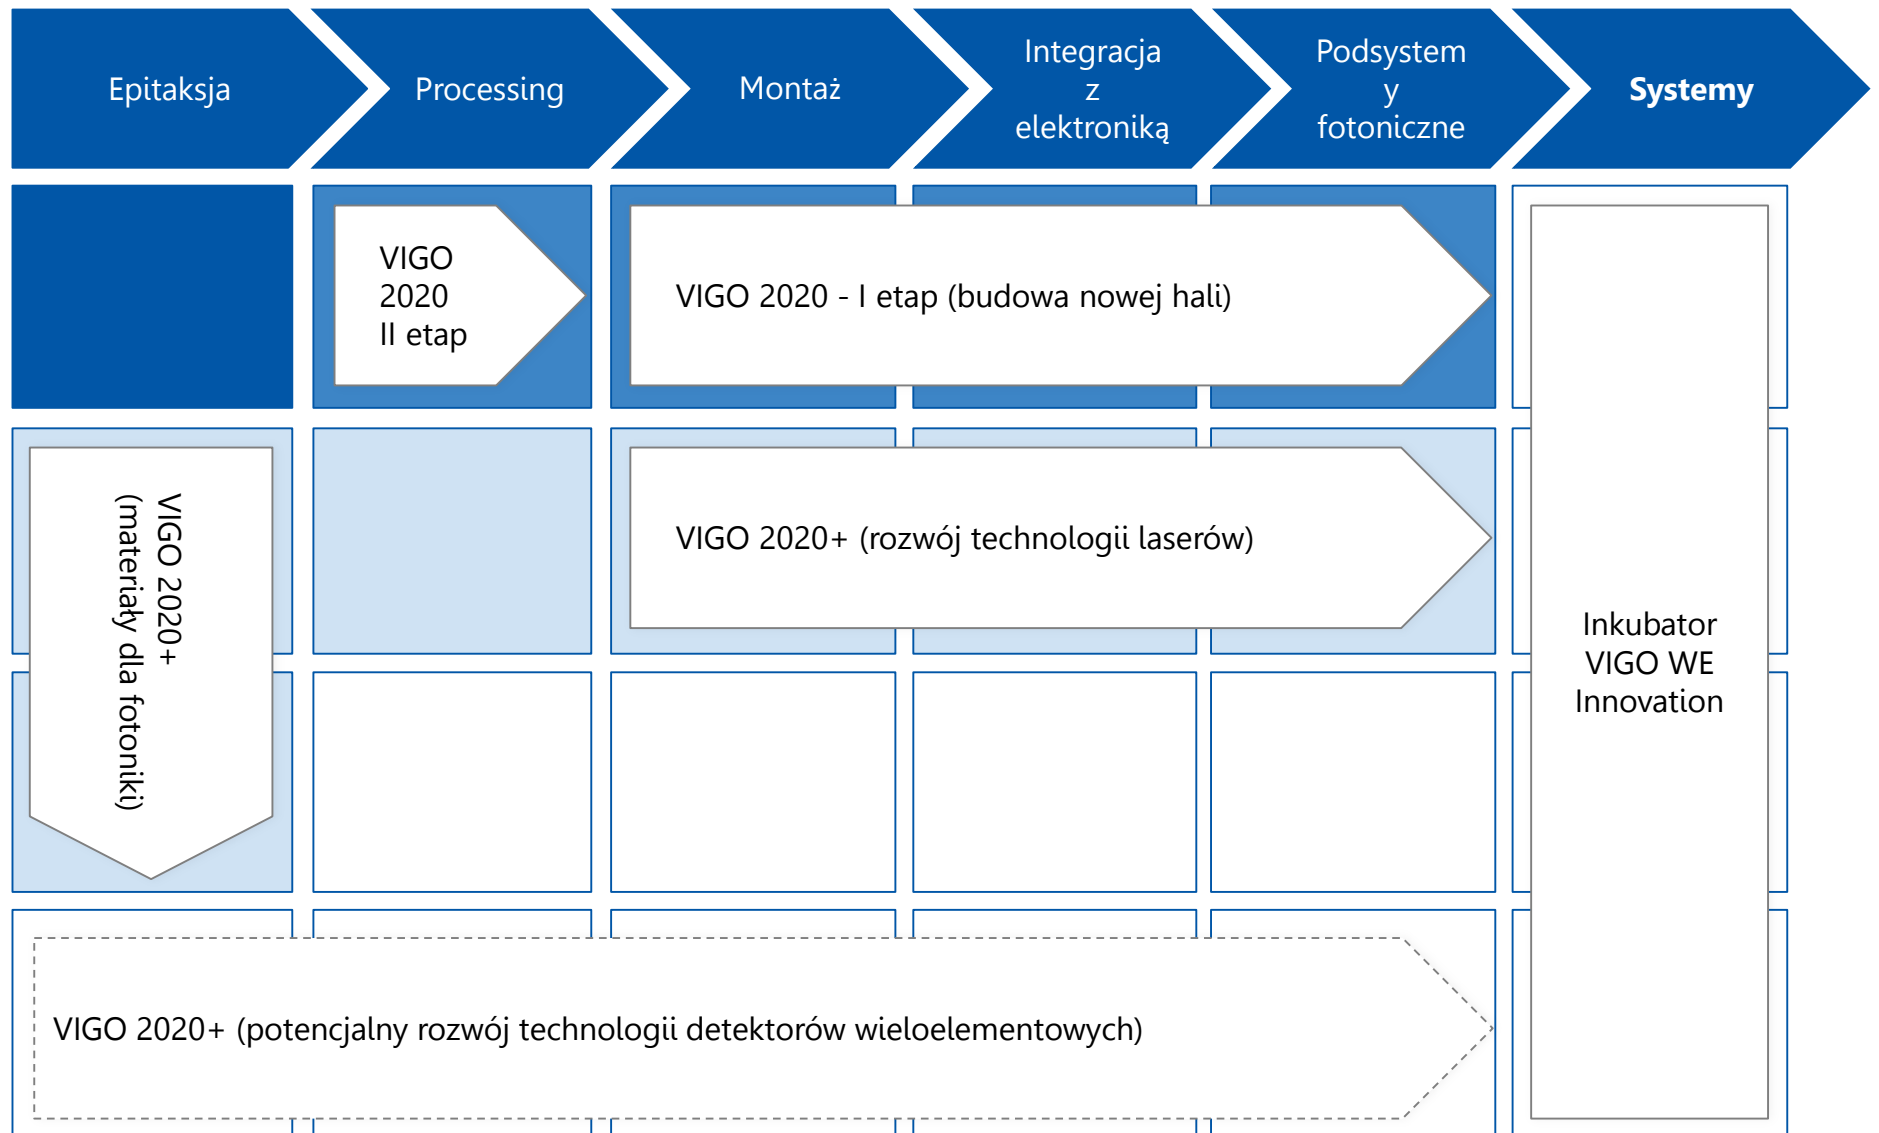 Epitaksja
Processing
Montaż
Integracja
z
elektroniką
Podsystem
y
fotoniczne
Systemy
VIGO
2020
II etap
VIGO 2020 - I etap (budowa nowej hali)
VIGO 2020+
(materiały dla fotoniki)
VIGO 2020+ (rozwój technologii laserów)
Inkubator
VIGO WE
Innovation
VIGO 2020+ (potencjalny rozwój technologii detektorów wieloelementowych)